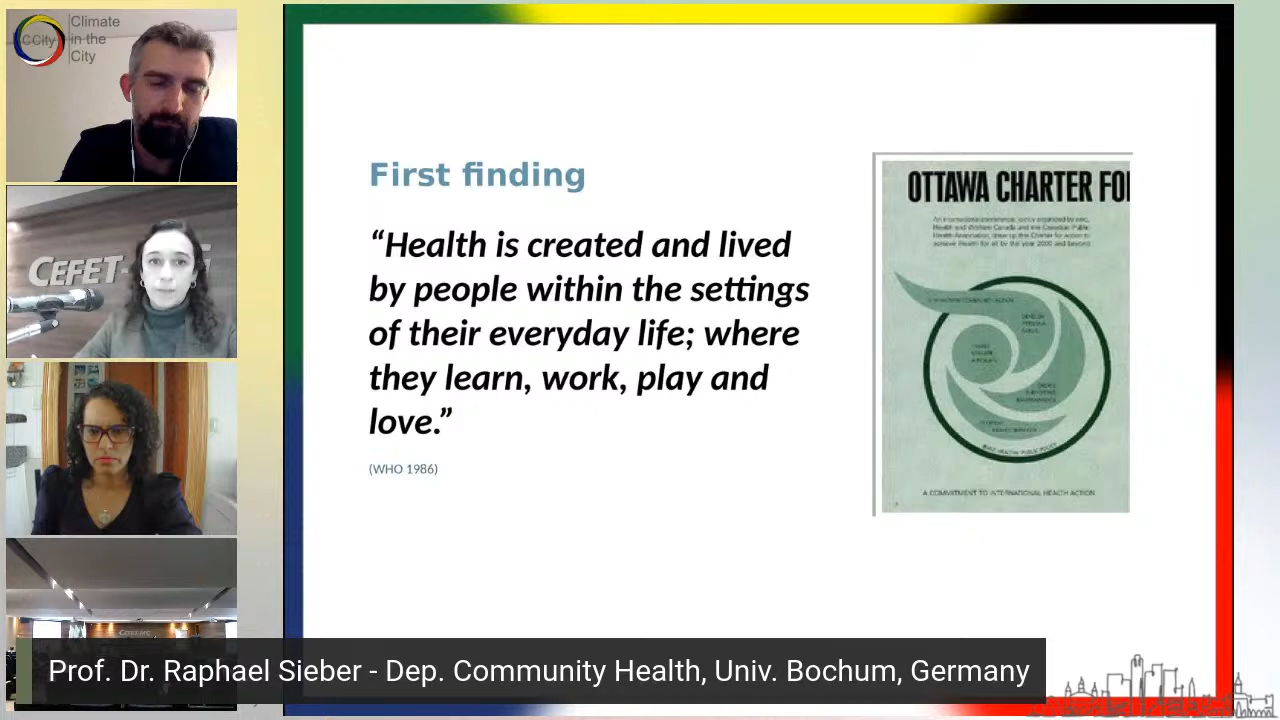 CCity
Climate
in the
City
CEFET-
CEFET-MG
First finding
“Health is created and lived
by people within the settings
of their everyday life; where
they learn, work, play and
love.”
(WHO 1986)
OTTAWA CHARTER FO
A COMMITMENT TO INTERNATIONAL HEALTH ACTION
Prof. Dr. Raphael Sieber - Dep. Community Health, Univ. Bochum, Germany